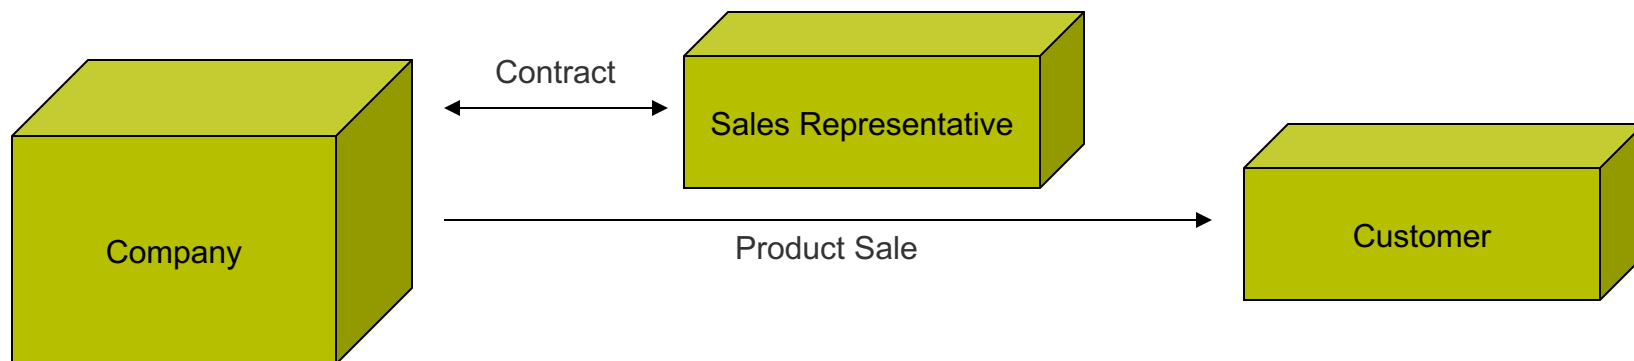 Contract
Sales Representative
Company
Product Sale
Customer